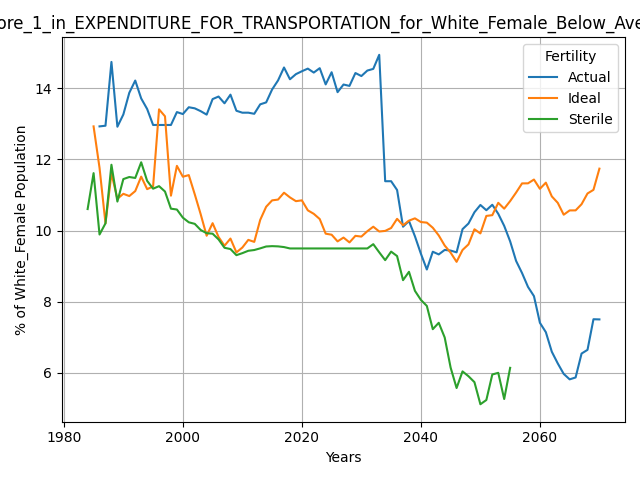 ore_1_in_EXPENDITURE_FOR_TRANSPORTATION_for_White_Female_Below_Ave
Fertility
Actual
Ideal
Sterile
% of White_Female Population
14
12
10
8
6
1980
2000
2020
2040
2060
Years